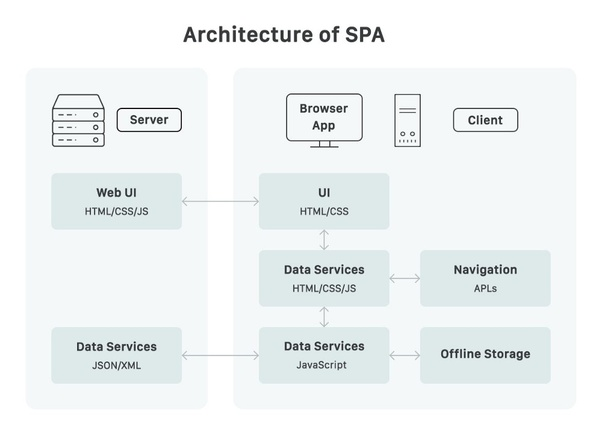 Architecture of SPA
Server
Browser
App
Client
Web UI
HTML/CSS/JS
UI
HTML/CSS
Data Services
HTML/CSS/JS
Navigation
APLs
Data Services
JSON/XML
Data Services
JavaScript
Offline Storage